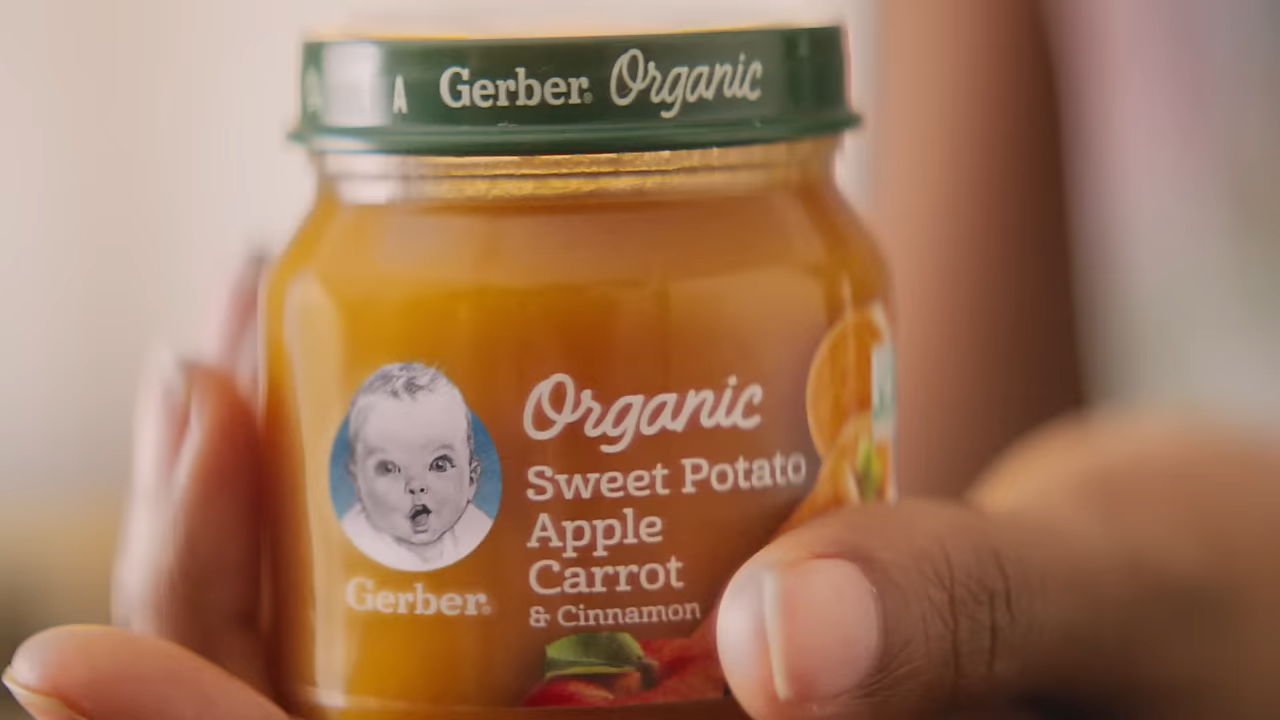 A Gerber® Organic
Organic
Sweet Potato
Apple
Carrot
& Cinnamon
Gerber®